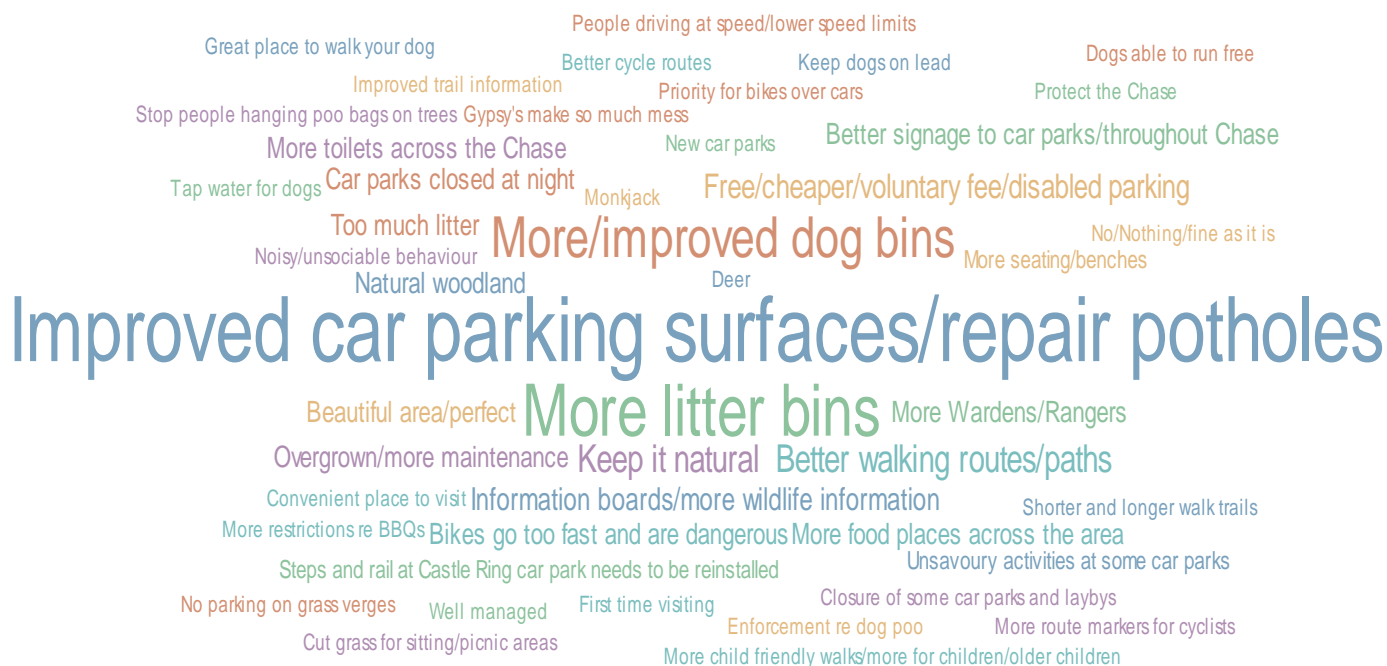 People driving at speed/lower speed limits
Great place to walk your dog
Better cycle routes
Keep dogs on lead
Dogs able to run free
Improved trail information
Priority for bikes over cars
Protect the Chase
Stop people hanging poo bags on trees
Gypsy's make so much mess
New car parks
Better signage to car parks/throughout Chase
More toilets across the Chase
Tap water for dogs
Car parks closed at night
Monkjack
Free/cheaper/voluntary fee/disabled parking
Too much litter
More/improved dog bins
No/Nothing/fine as it is
Noisy/unsociable behaviour
More seating/benches
Natural woodland
Deer
Improved car parking surfaces/repair potholes
Beautiful area/perfect
More litter bins
More Wardens/Rangers
Overgrown/more maintenance
Keep it natural
Better walking routes/paths
Convenient place to visit
Information boards/more wildlife information
Shorter and longer walk trails
More restrictions re BBQs
Bikes go too fast and are dangerous
More food places across the area
Steps and rail at Castle Ring car park needs to be reinstalled
Unsavoury activities at some car parks
No parking on grass verges
Well managed
First time visiting
Closure of some car parks and laybys
Cut grass for sitting/picnic areas
Enforcement re dog poo
More route markers for cyclists
More child friendly walks/more for children/older children